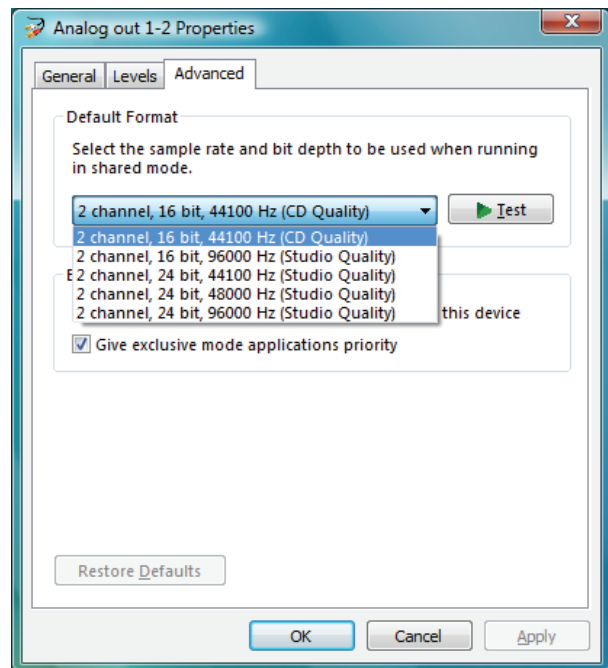 Analog out 1-2 Properties
X
General Levels Advanced
Default Format
Select the sample rate and bit depth to be used when running
in shared mode.
2 channel, 16 bit, 44100 Hz (CD Quality)
Test
2 channel, 16 bit, 44100 Hz (CD Quality)
2 channel, 16 bit, 96000 Hz (Studio Quality)
2 channel, 24 bit, 44100 Hz (Studio Quality)
2 channel, 24 bit, 48000 Hz (Studio Quality)
2 channel, 24 bit, 96000 Hz (Studio Quality)
this device
Give exclusive mode applications priority
Restore Defaults
OK Cancel Apply